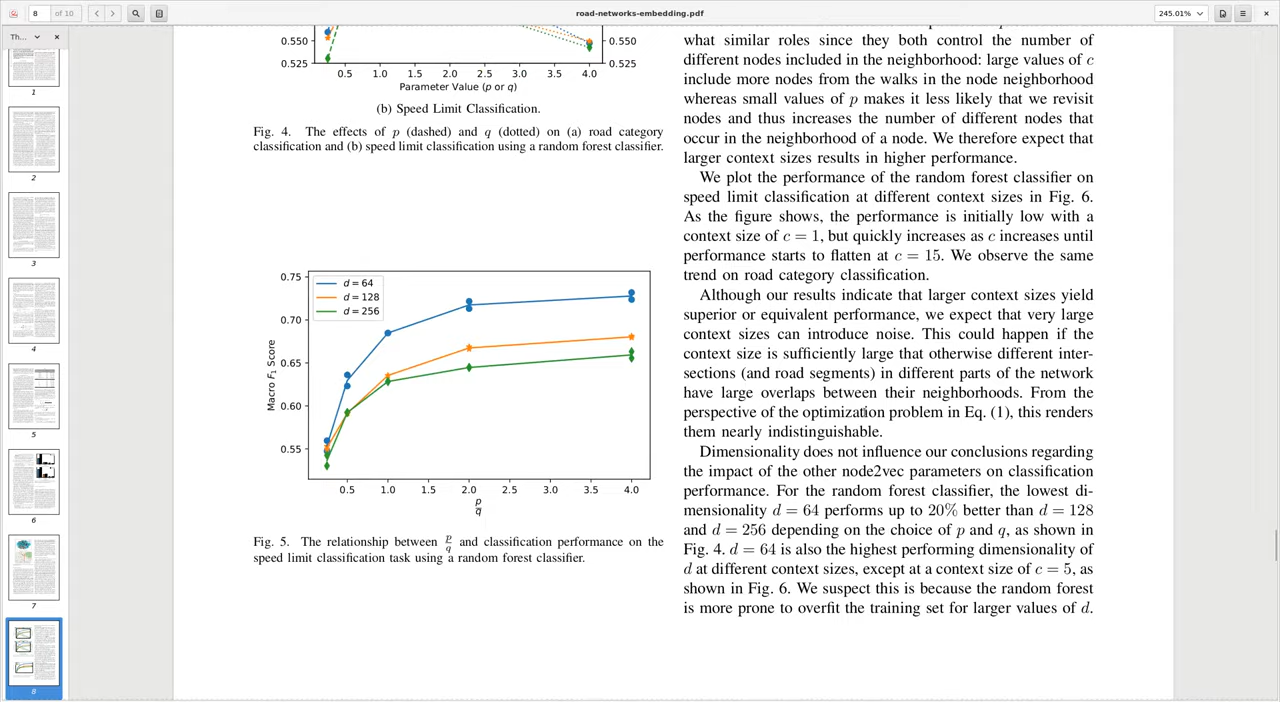 8
of 10
road-networks-embedding.pdf
245.01%
Th...
1
2
3
4
5
6
7
8
0.550
0.525
0.550
0.525
0.5 1.0 1.5 2.0 2.5 3.0 3.5 4.0
Parameter Value (p or q)
(b) Speed Limit Classification.
Fig. 4. The effects of p (dashed) and q (dotted) on (a) road category
classification and (b) speed limit classification using a random forest classifier.
0.75
0.70
0.65
0.60
0.55
Macro F₁ Score
d = 64
d = 128
d = 256
0.5 1.0 1.5 2.0 2.5 3.0 3.5 4.0
p
q
Fig. 5. The relationship between p/q and classification performance on the
speed limit classification task using a random forest classifier.
what similar roles since they both control the number of
different nodes included in the neighborhood: large values of c
include more nodes from the walks in the node neighborhood
whereas small values of p makes it less likely that we revisit
nodes and thus increases the number of different nodes that
occur in the neighborhood of a node. We therefore expect that
larger context sizes results in higher performance.
We plot the performance of the random forest classifier on
speed limit classification at different context sizes in Fig. 6.
As the figure shows, the performance is initially low with a
context size of c = 1, but quickly increases as c increases until
performance starts to flatten at c = 15. We observe the same
trend on road category classification.
Although our results indicate that larger context sizes yield
superior or equivalent performance, we expect that very large
context sizes can introduce noise. This could happen if the
context size is sufficiently large that otherwise different inter-
sections (and road segments) in different parts of the network
have large overlaps between their neighborhoods. From the
perspective of the optimization problem in Eq. (1), this renders
them nearly indistinguishable.
Dimensionality does not influence our conclusions regarding
the impact of the other node2vec parameters on classification
performance. For the random forest classifier, the lowest di-
mensionality d = 64 performs up to 20% better than d = 128
and d = 256 depending on the choice of p and q, as shown in
Fig. 4. d = 64 is also the highest performing dimensionality of
d at different context sizes, except at a context size of c = 5, as
shown in Fig. 6. We suspect this is because the random forest
is more prone to overfit the training set for larger values of d.